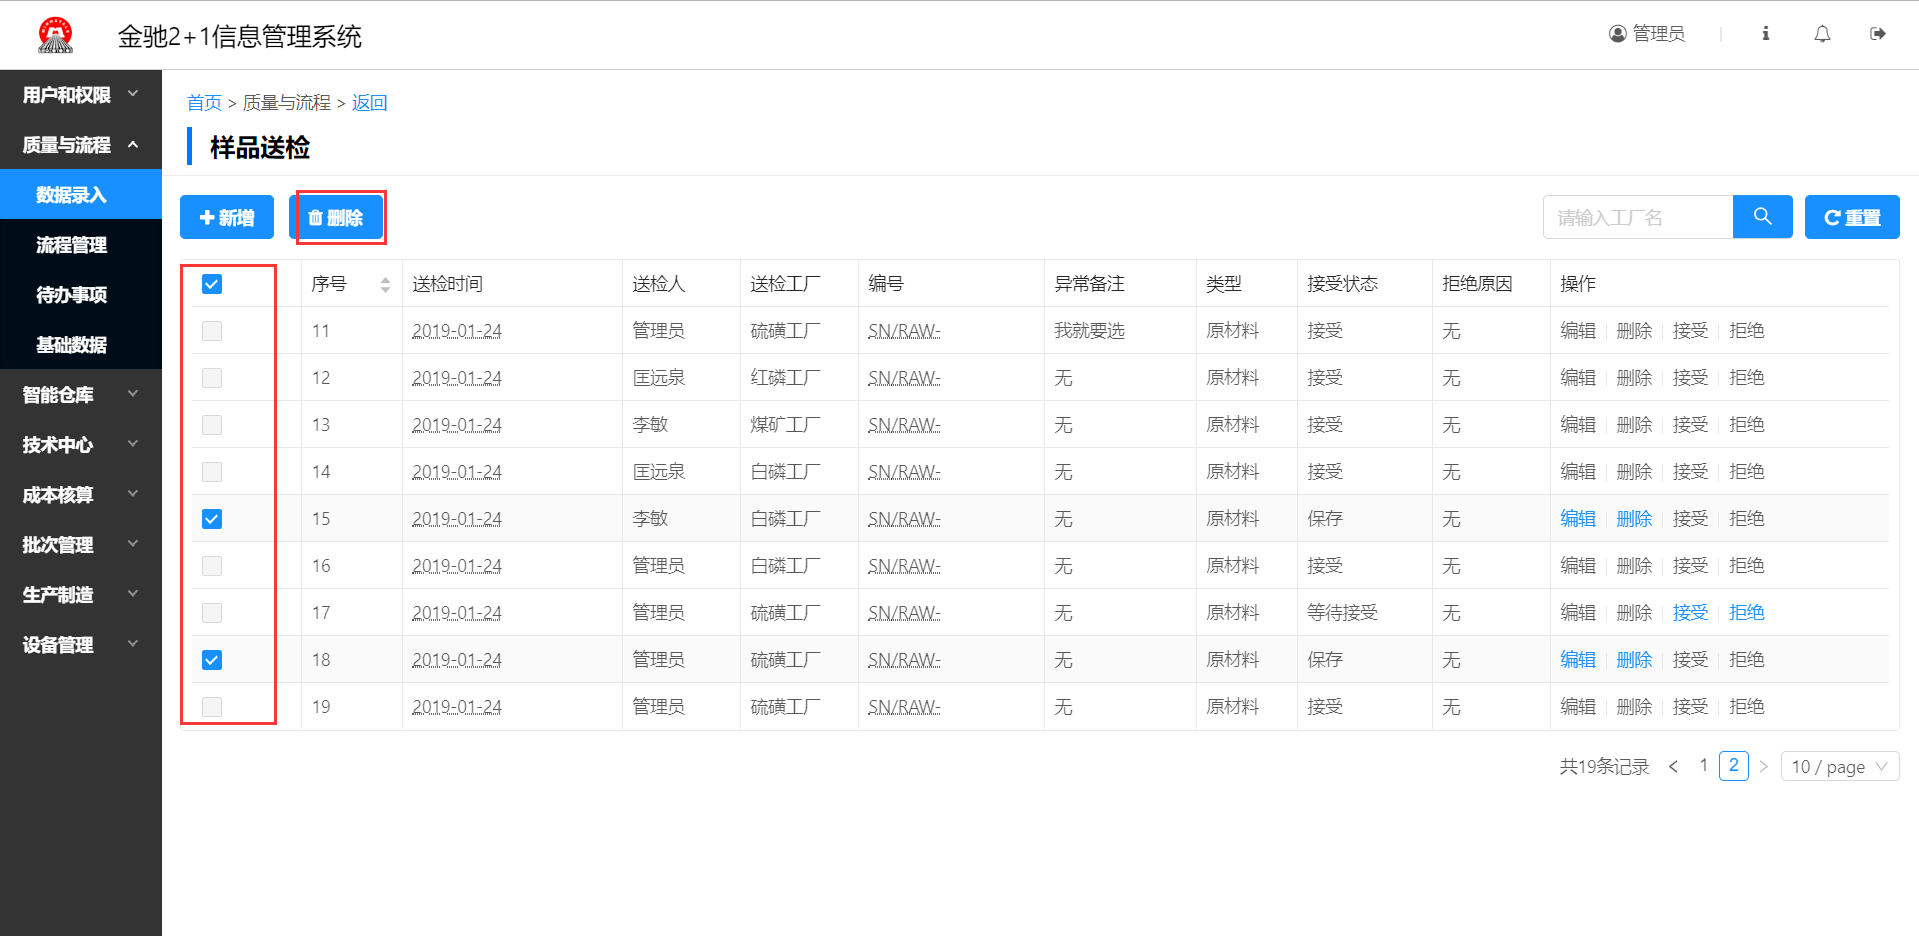 金驰2+1信息管理系统
管理员
用户和权限
质量与流程
数据录入
流程管理
待办事项
基础数据
智能仓库
技术中心
成本核算
批次管理
生产制造
设备管理
首页 > 质量与流程 > 返回
样品送检
新增 删除 请输入工厂名 重置
序号 送检时间 送检人 送检工厂 编号 异常备注 类型 接受状态 拒绝原因 操作
11 2019-01-24 管理员 硫磺工厂 SN/RAW- 我就要选 原材料 接受 无 编辑 删除 接受 拒绝
12 2019-01-24 匡远泉 红磷工厂 SN/RAW- 无 原材料 接受 无 编辑 删除 接受 拒绝
13 2019-01-24 李敏 煤矿工厂 SN/RAW- 无 原材料 接受 无 编辑 删除 接受 拒绝
14 2019-01-24 匡远泉 白磷工厂 SN/RAW- 无 原材料 接受 无 编辑 删除 接受 拒绝
15 2019-01-24 李敏 白磷工厂 SN/RAW- 无 原材料 保存 无 编辑 删除 接受 拒绝
16 2019-01-24 管理员 白磷工厂 SN/RAW- 无 原材料 接受 无 编辑 删除 接受 拒绝
17 2019-01-24 管理员 硫磺工厂 SN/RAW- 无 原材料 等待接受 无 编辑 删除 接受 拒绝
18 2019-01-24 管理员 硫磺工厂 SN/RAW- 无 原材料 保存 无 编辑 删除 接受 拒绝
19 2019-01-24 管理员 硫磺工厂 SN/RAW- 无 原材料 接受 无 编辑 删除 接受 拒绝
共19条记录 < 1 2 > 10 / page